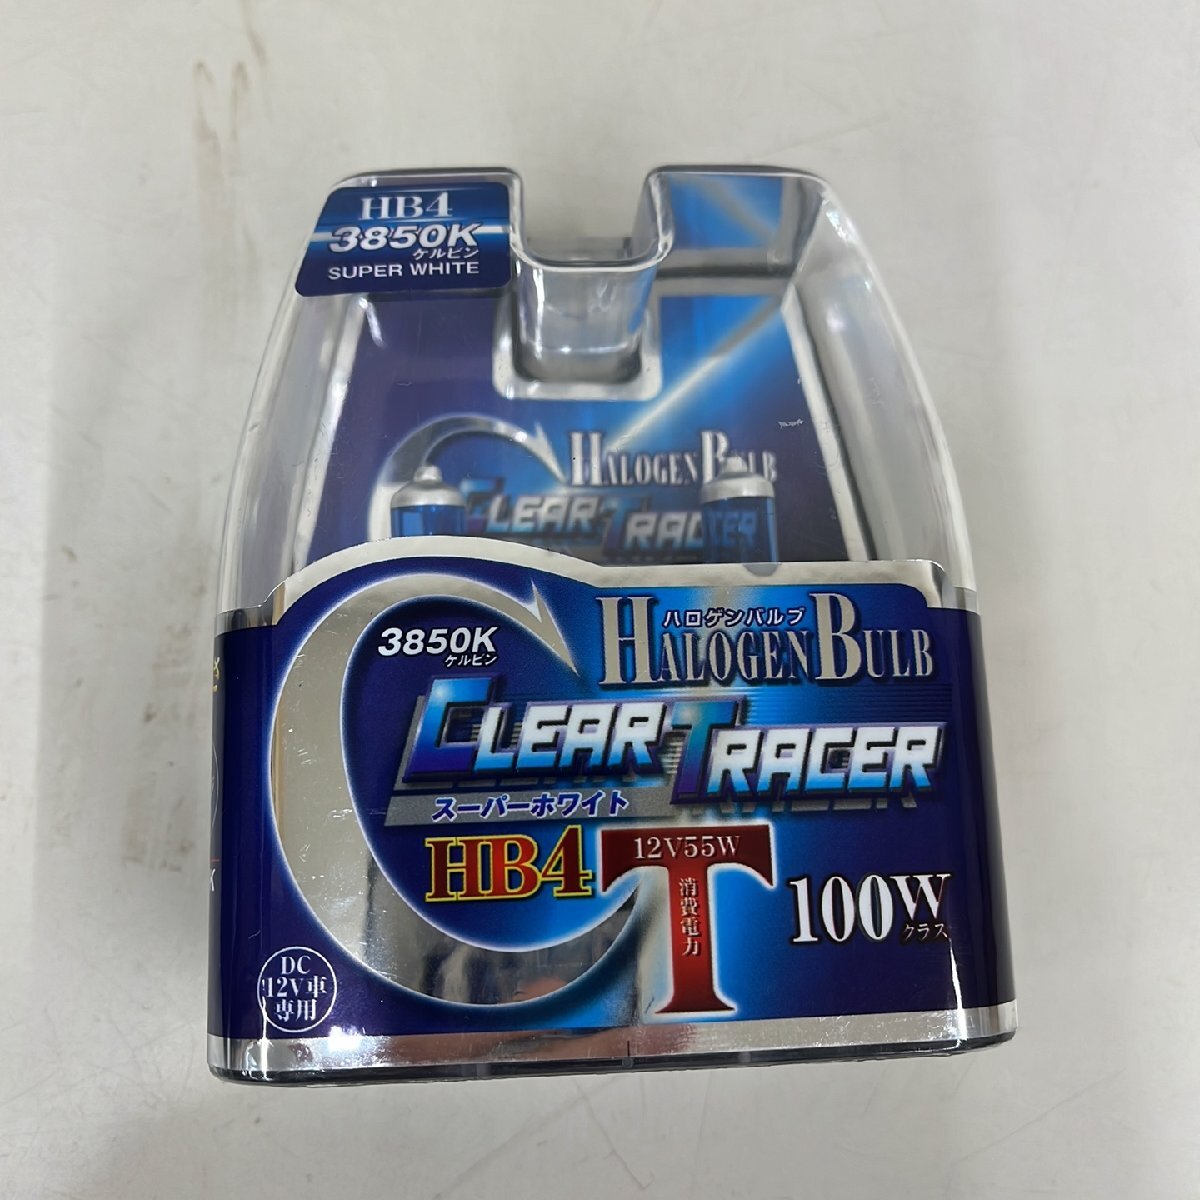 HB4
3850K
ケルビン
SUPER WHITE
HALOGEN BULB
CLEAR TRACER
3850K
ケルビン
ハロゲンバルブ
HALOGEN BULB
CLEAR TRACER
スーパーホワイト
HB4
12V55W
消費電力
100W
クラス
DC
12V車
専用